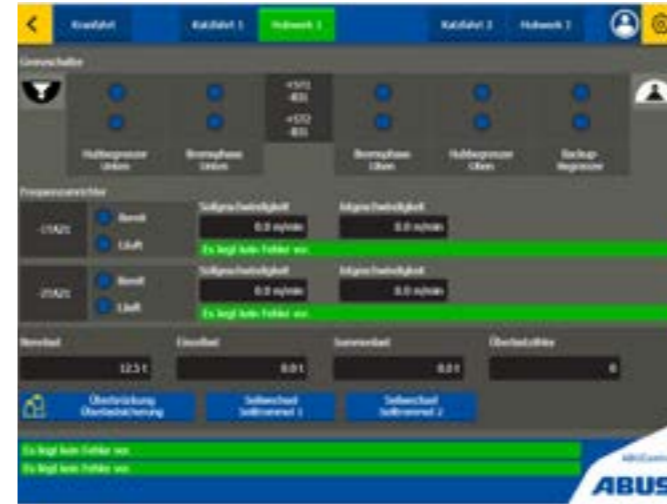 Kranfahrt Katzfahrt 1 Hubwerk 1 Katzfahrt 2 Hubwerk 2
Grenzschalter
Hubbegrenzer Unten
Bremsphase Unten
Bremsphase Oben
Hubbegrenzer Oben
Backup-Begrenzer
Frequenzumrichter
Sollgeschwindigkeit Istgeschwindigkeit
Bereit
0.0 m/min 0.0 m/min
Läuft
Es liegt kein Fehler vor.
Sollgeschwindigkeit Istgeschwindigkeit
Bereit
0.0 m/min 0.0 m/min
Läuft
Es liegt kein Fehler vor.
Nennlast Einzellast Summenlast Überlastzähler
12.5 t 0.0 t 0.0 t 0
Überbrückung Überlastsicherung
Seilwechsel Seiltrommel 1
Seilwechsel Seiltrommel 2
Es liegt kein Fehler vor.
Es liegt kein Fehler vor.
ABUS